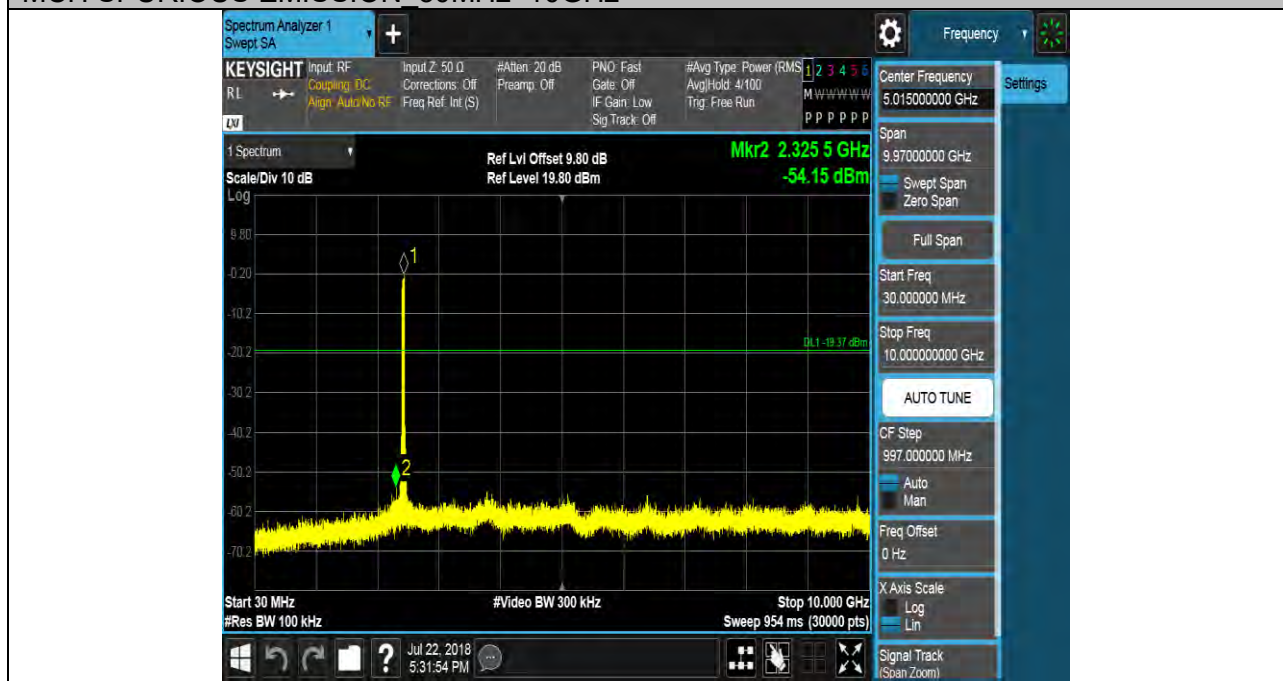 Spectrum Analyzer 1
Swept SA
+
Frequency
KEYSIGHT
Input: RF
Coupling: DC
Align: Auto/No RF
Input Z: 50 Ω
Corrections: Off
Freq Ref: Int (S)
#Atten: 20 dB
Preamp: Off
PNO: Fast
Gate: Off
IF Gain: Low
Sig Track: Off
#Avg Type: Power (RMS
Avg|Hold: 4/100
Trig: Free Run
1 2 3 4 5 6
M W W W W W
P P P P P P
RL
LXI
Center Frequency
5.015000000 GHz
Settings
Span
9.97000000 GHz
Swept Span
Zero Span
Full Span
Start Freq
30.000000 MHz
Stop Freq
10.000000000 GHz
AUTO TUNE
CF Step
997.000000 MHz
Auto
Man
Freq Offset
0 Hz
X Axis Scale
Log
Lin
Signal Track
(Span Zoom)
1 Spectrum
Scale/Div 10 dB
Log
Ref Lvl Offset 9.80 dB
Ref Level 19.80 dBm
Mkr2 2.325 5 GHz
-54.15 dBm
9.80
-0.20
-10.2
-20.2
-30.2
-40.2
-50.2
-60.2
-70.2
1
2
DL1 -19.37 dBm
Start 30 MHz
#Res BW 100 kHz
#Video BW 300 kHz
Stop 10.000 GHz
Sweep 954 ms (30000 pts)
?
Jul 22, 2018
5:31:54 PM